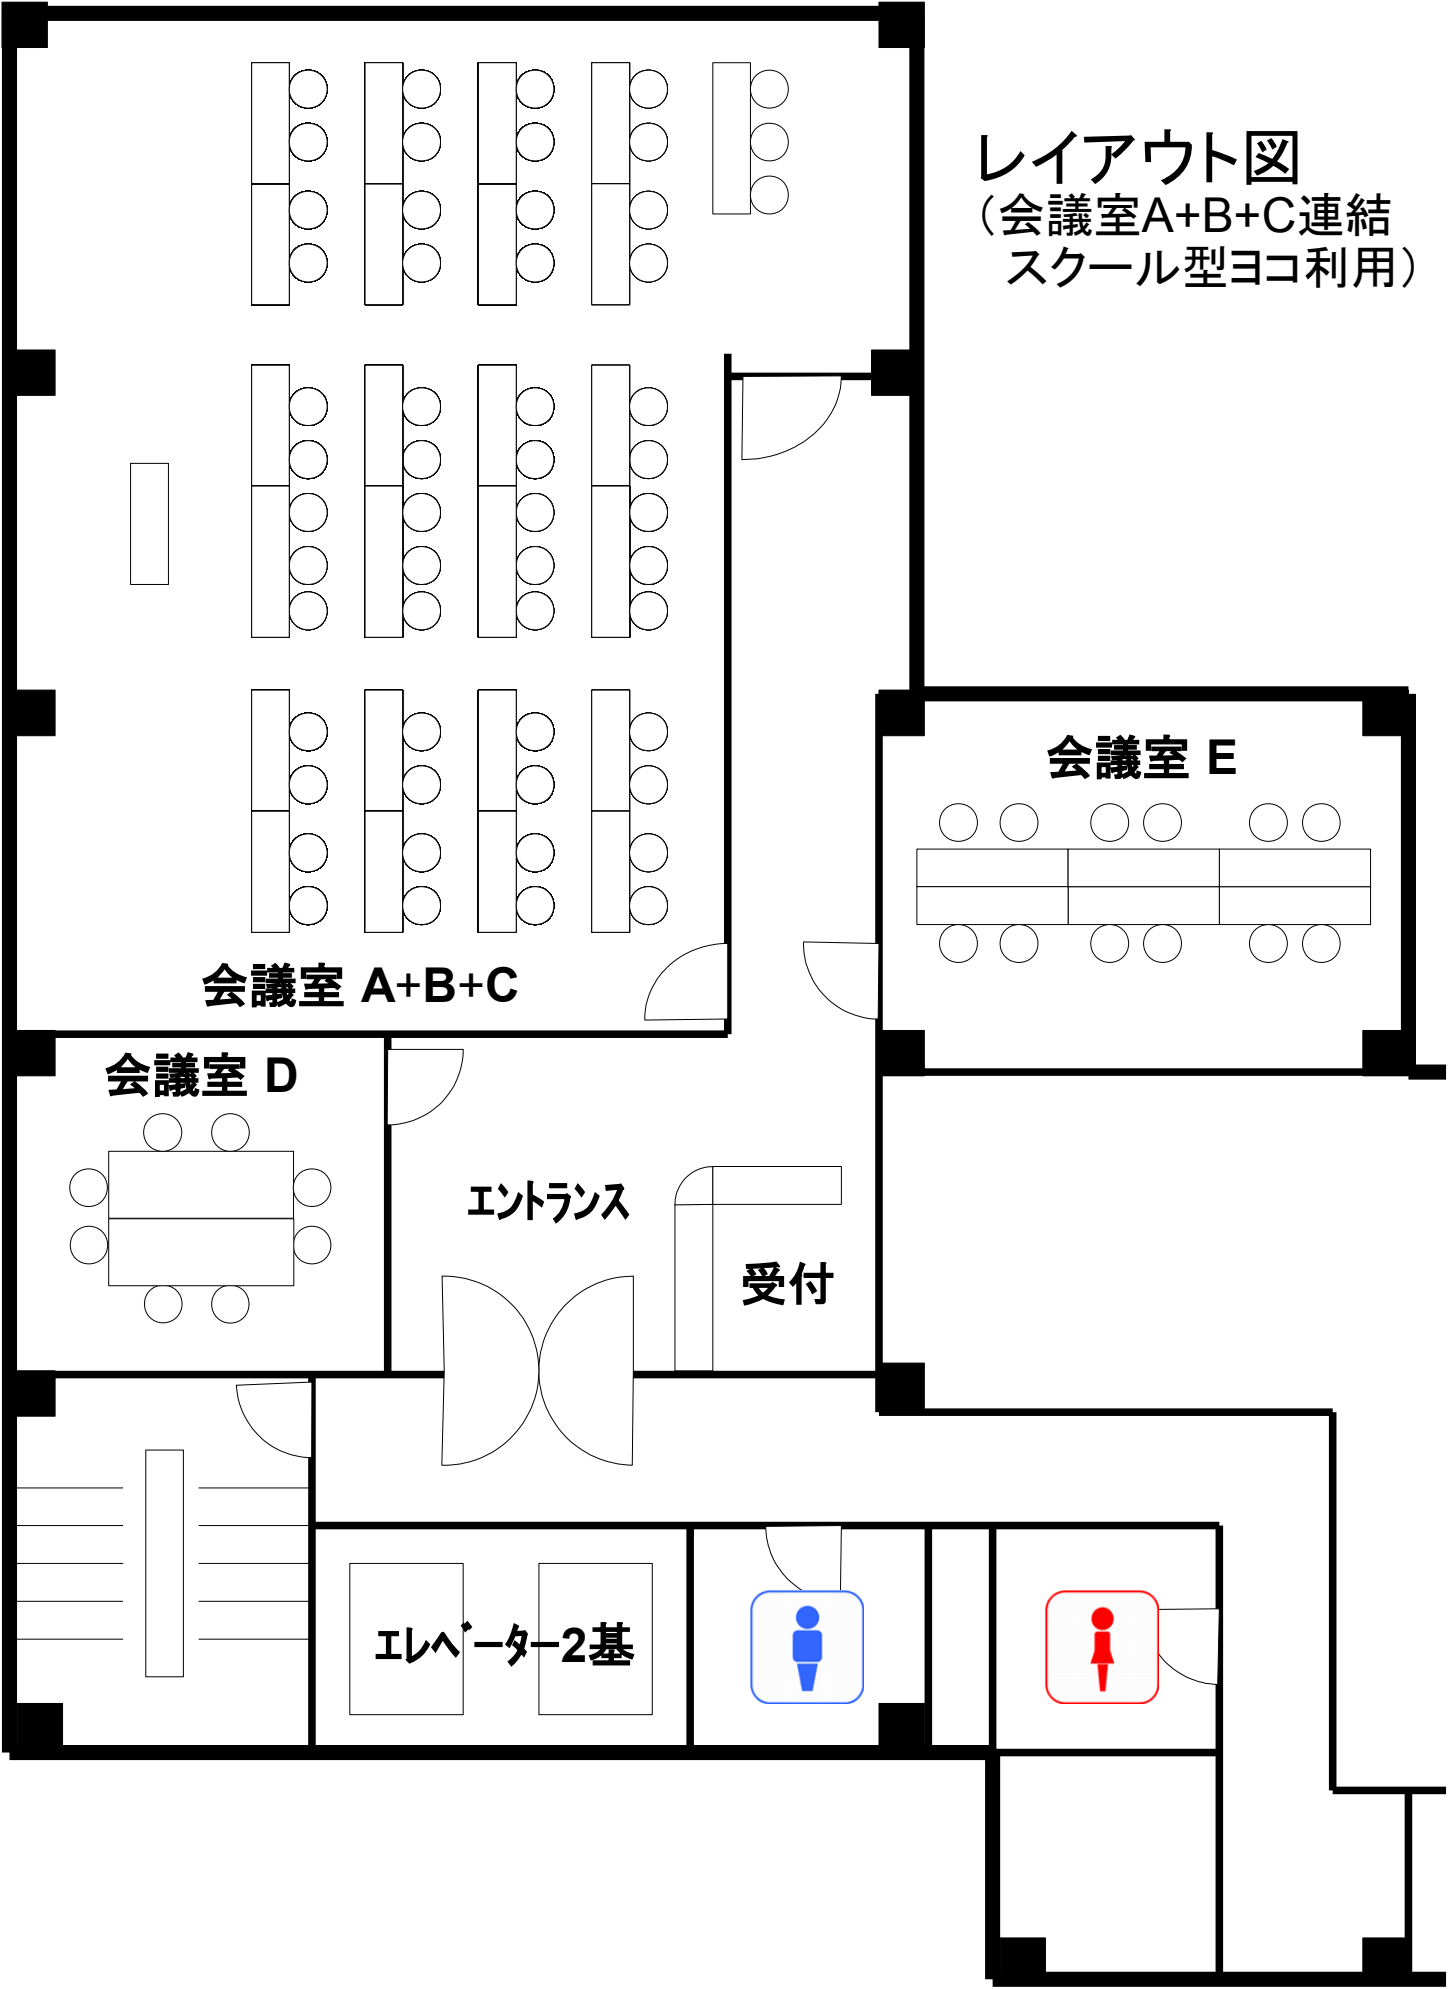 レイアウト図
（会議室A+B+C連結
スクール型ヨコ利用）
会議室 E
会議室 A+B+C
会議室 D
エントランス
受付
エレベーター2基